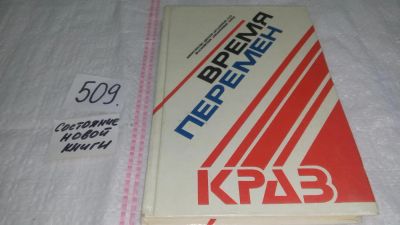 509.
СОСТОЯНИЕ
НОВОЙ
КНИГИ
ВРЕМЯ
ПЕРЕМЕН
КРАЗ